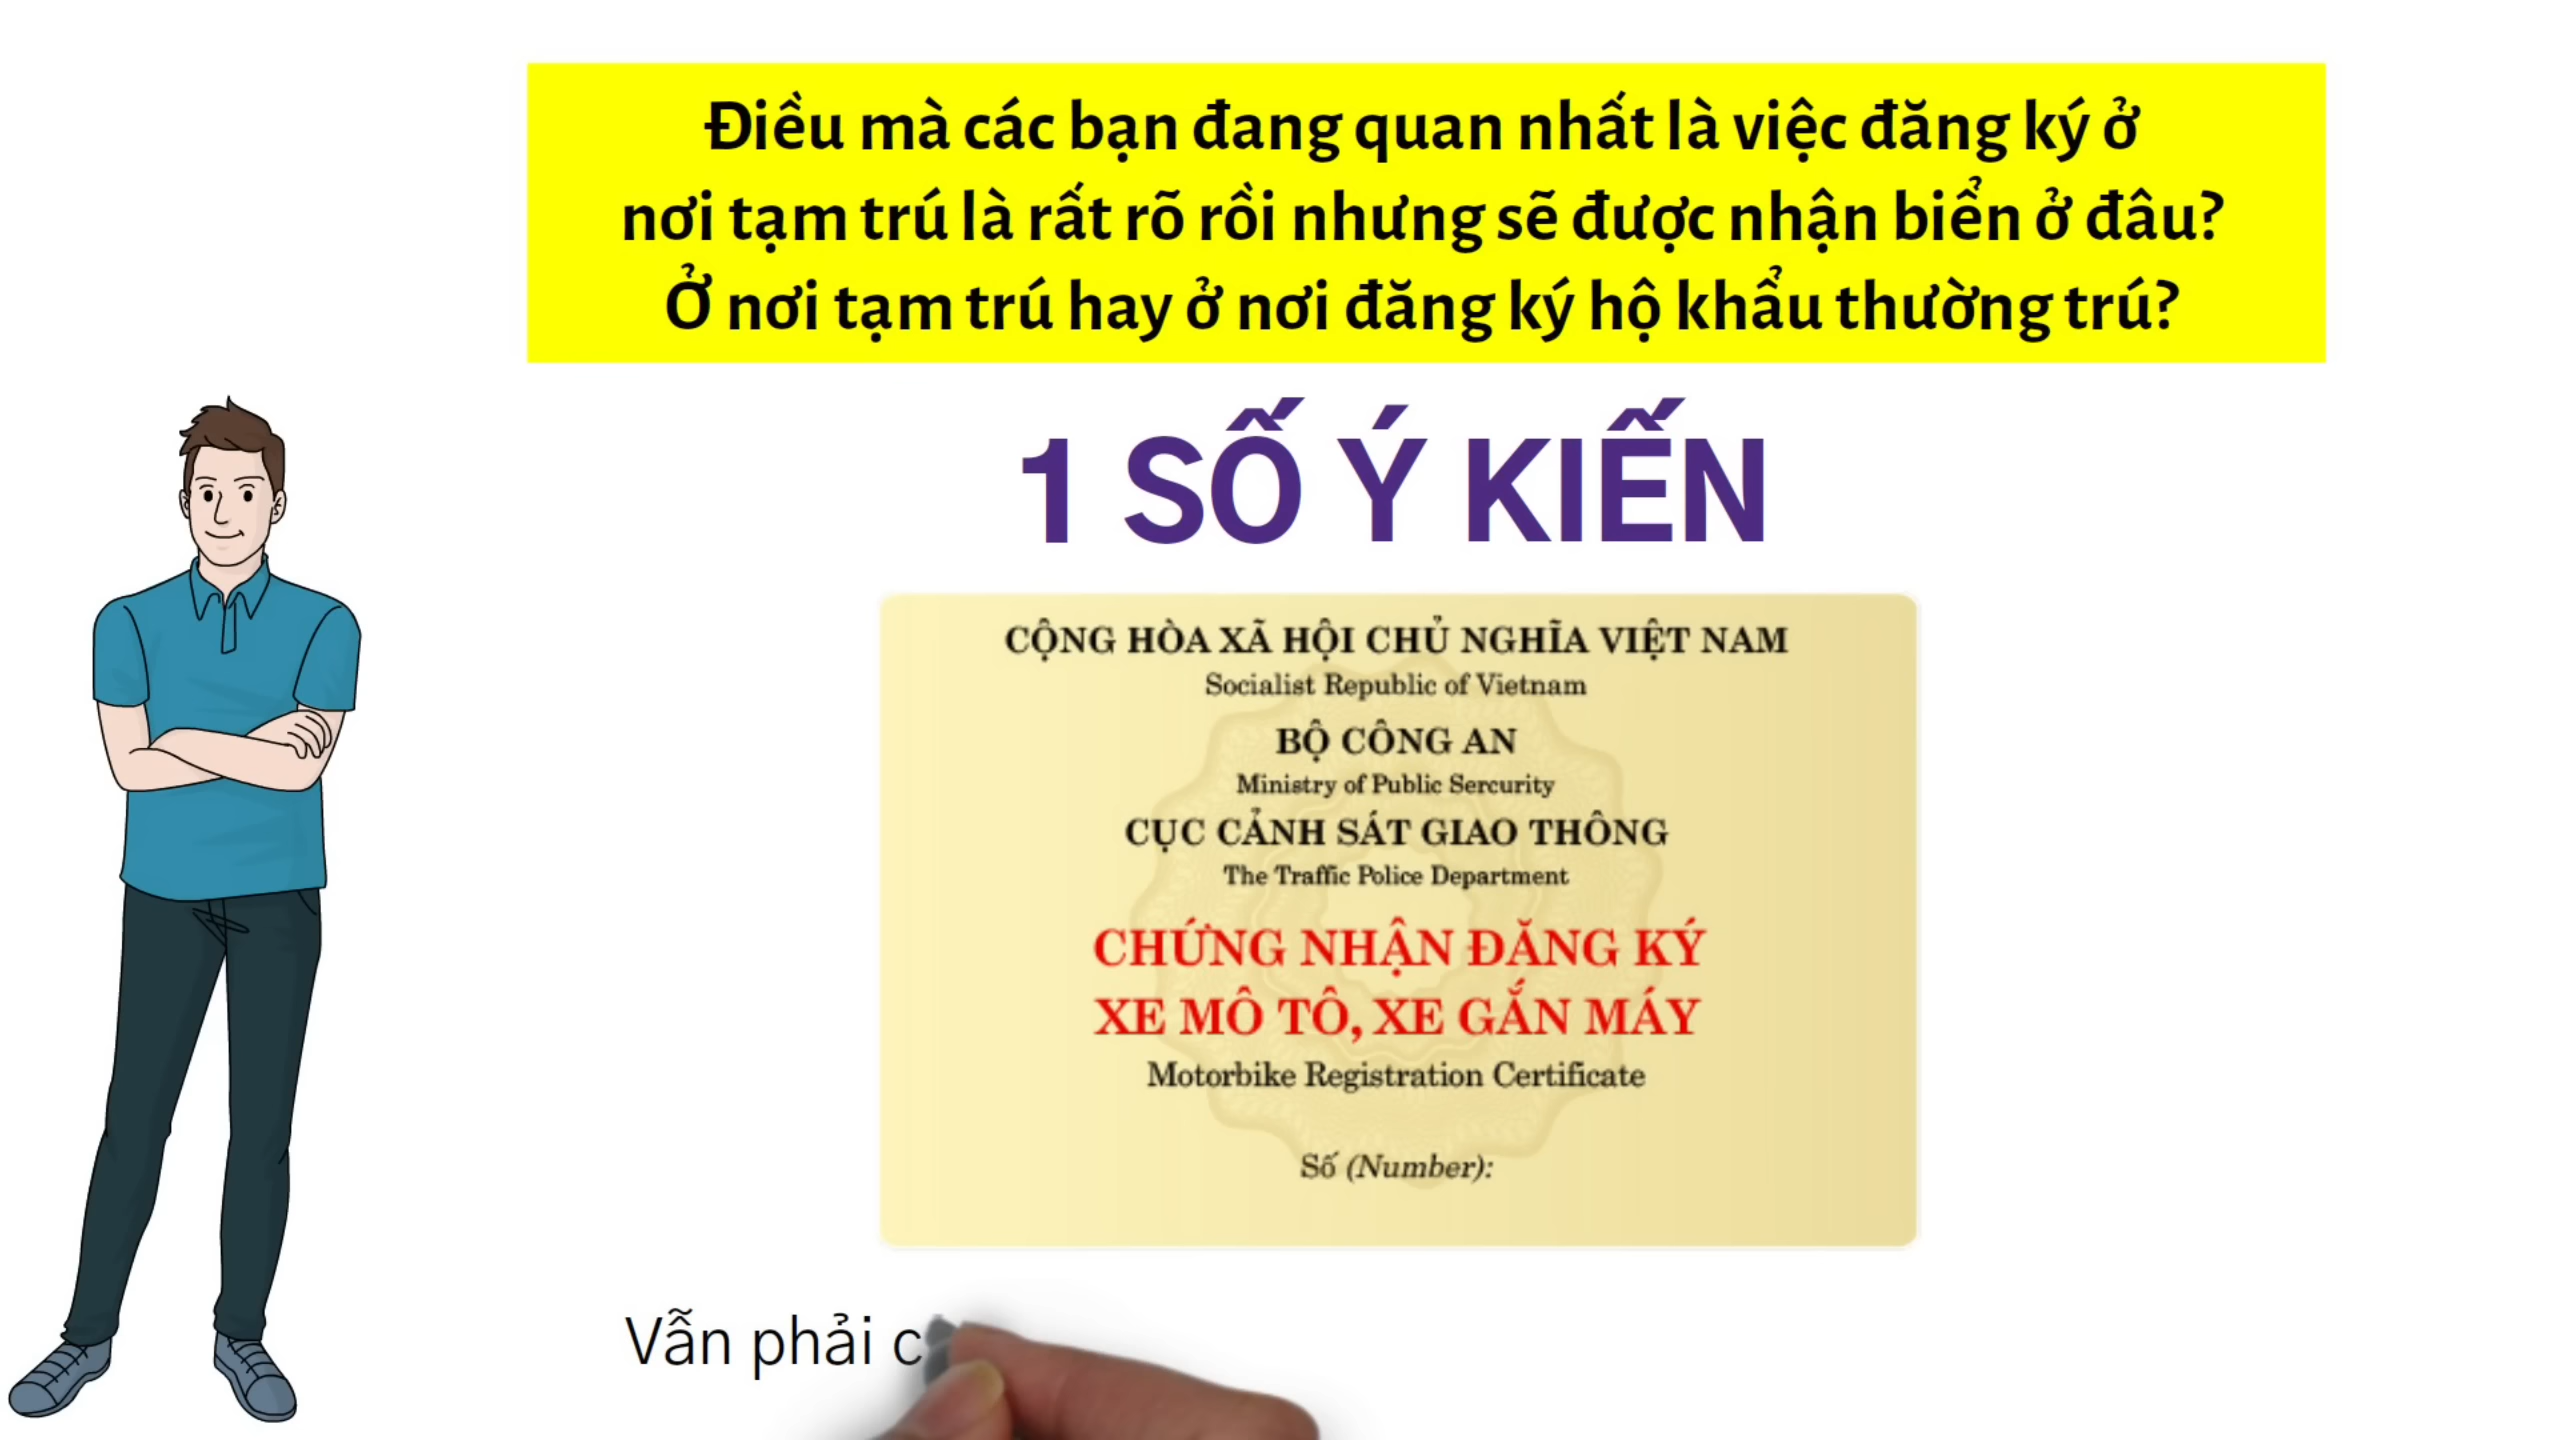 Điều mà các bạn đang quan nhất là việc đăng ký ở
nơi tạm trú là rất rõ rồi nhưng sẽ được nhận biển ở đâu?
Ở nơi tạm trú hay ở nơi đăng ký hộ khẩu thường trú?
1 SỐ Ý KIẾN
CỘNG HÒA XÃ HỘI CHỦ NGHĨA VIỆT NAM
Socialist Republic of Vietnam
BỘ CÔNG AN
Ministry of Public Sercurity
CỤC CẢNH SÁT GIAO THÔNG
The Traffic Police Department
CHỨNG NHẬN ĐĂNG KÝ
XE MÔ TÔ, XE GẮN MÁY
Motorbike Registration Certificate
Số (Number):
Vẫn phải c